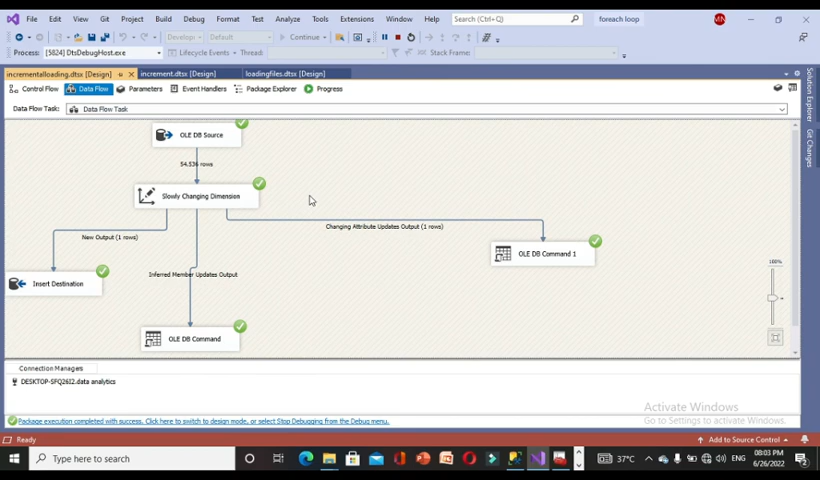 File Edit View Git Project Build Debug Format Test Analyze Tools Extensions Window Help Search (Ctrl+Q) foreach loop MN
Develop Default Continue
Process: [5824] DtsDebugHost.exe Lifecycle Events Thread: Stack Frame:
incrementalloading.dtsx [Design] increment.dtsx [Design] loadingfiles.dtsx [Design]
Control Flow Data Flow Parameters Event Handlers Package Explorer Progress
Data Flow Task: Data Flow Task
Solution Explorer
Git Changes
OLE DB Source
54,536 rows
Slowly Changing Dimension
New Output (1 rows)
Changing Attribute Updates Output (1 rows)
OLE DB Command 1
Inferred Member Updates Output
Insert Destination
OLE DB Command
100%
Connection Managers
DESKTOP-SFQ26I2.data analytics
Activate Windows
Go to Settings to activate Windows.
Package execution completed with success. Click here to switch to design mode, or select Stop Debugging from the Debug menu.
Ready Add to Source Control
Type here to search 37°C ENG 08:03 PM
6/26/2022
2